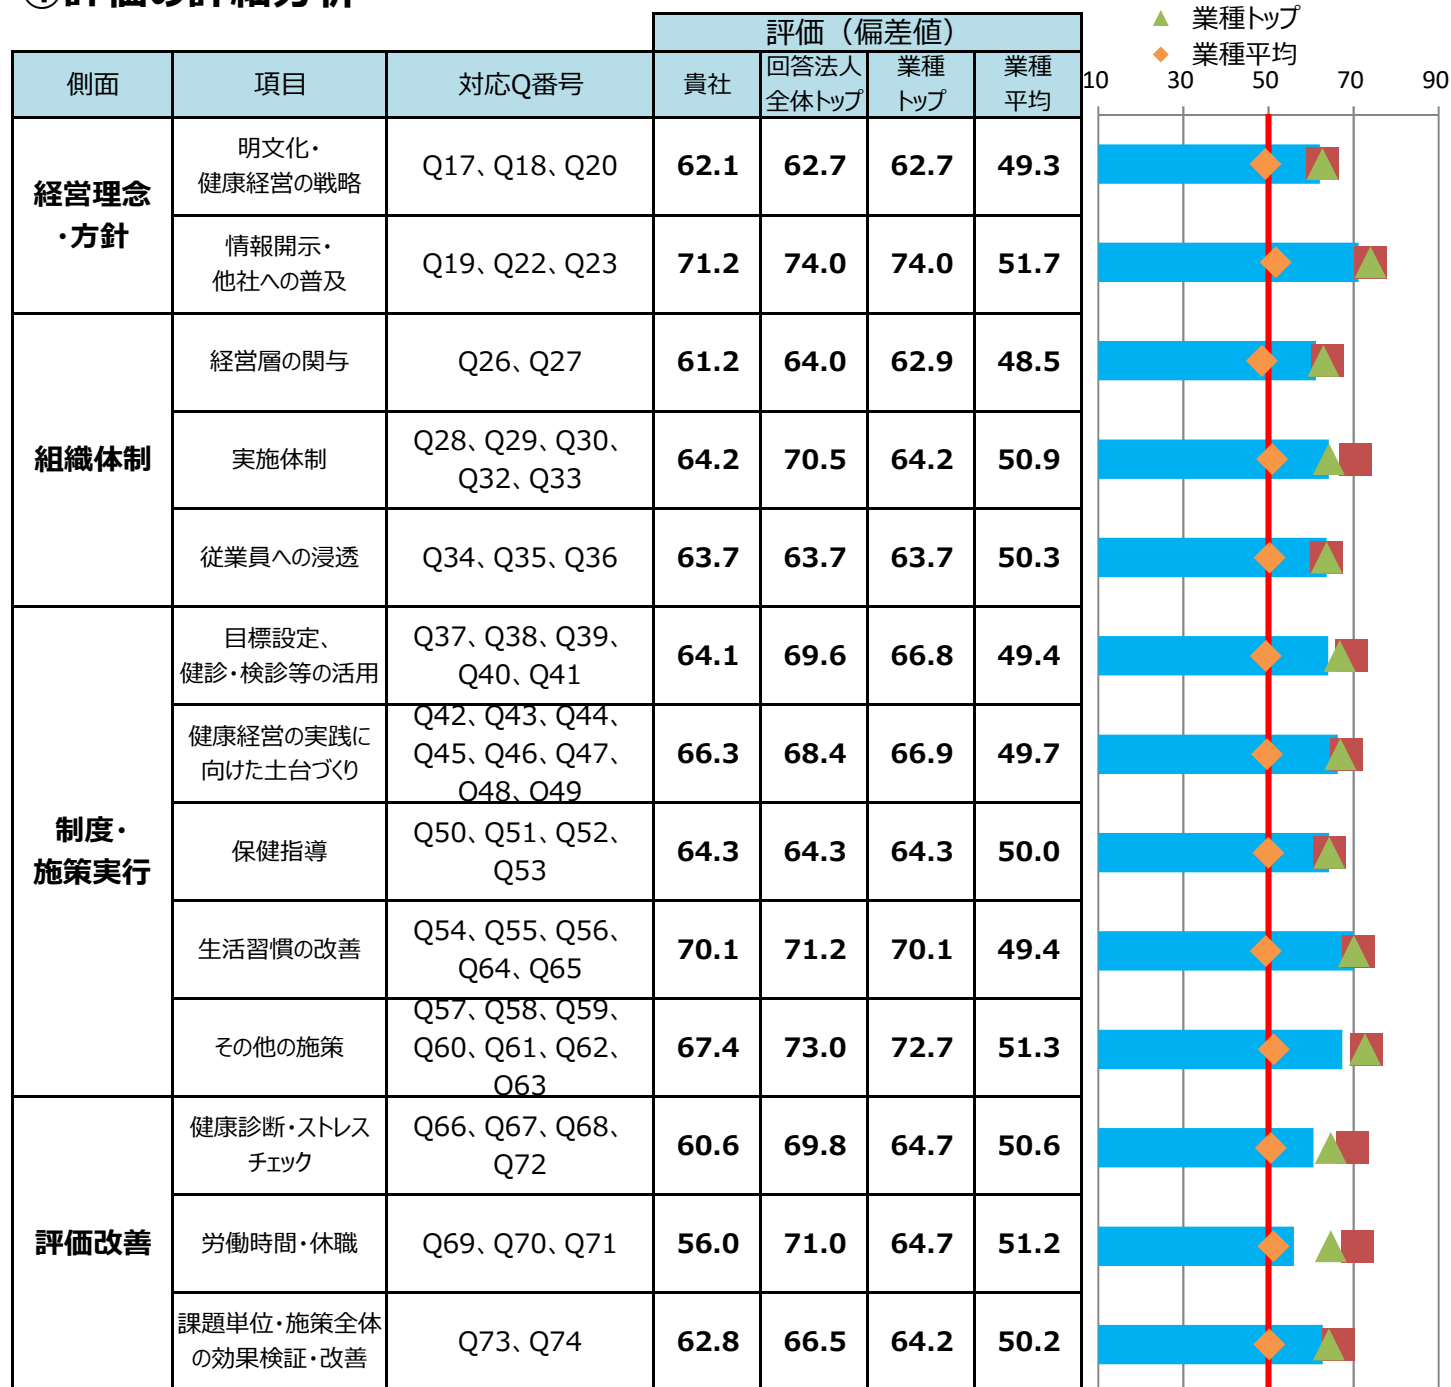 ①評価の詳細分析
▲ 業種トップ
◆ 業種平均
評価（偏差値）
側面 項目 対応Q番号 貴社 回答法人 業種 業種
全体トップ トップ 平均
10 30 50 70 90
経営理念
・方針
明文化・
健康経営の戦略
Q17、Q18、Q20 62.1 62.7 62.7 49.3
情報開示・
他社への普及
Q19、Q22、Q23 71.2 74.0 74.0 51.7
組織体制
経営層の関与 Q26、Q27 61.2 64.0 62.9 48.5
実施体制
Q28、Q29、Q30、
Q32、Q33
64.2 70.5 64.2 50.9
従業員への浸透 Q34、Q35、Q36 63.7 63.7 63.7 50.3
制度・
施策実行
目標設定、
健診・検診等の活用
Q37、Q38、Q39、
Q40、Q41
64.1 69.6 66.8 49.4
健康経営の実践に
向けた土台づくり
Q42、Q43、Q44、
Q45、Q46、Q47、
Q48、Q49
66.3 68.4 66.9 49.7
保健指導
Q50、Q51、Q52、
Q53
64.3 64.3 64.3 50.0
生活習慣の改善
Q54、Q55、Q56、
Q64、Q65
70.1 71.2 70.1 49.4
その他の施策
Q57、Q58、Q59、
Q60、Q61、Q62、
Q63
67.4 73.0 72.7 51.3
評価改善
健康診断・ストレス
チェック
Q66、Q67、Q68、
Q72
60.6 69.8 64.7 50.6
労働時間・休職 Q69、Q70、Q71 56.0 71.0 64.7 51.2
課題単位・施策全体
の効果検証・改善
Q73、Q74 62.8 66.5 64.2 50.2